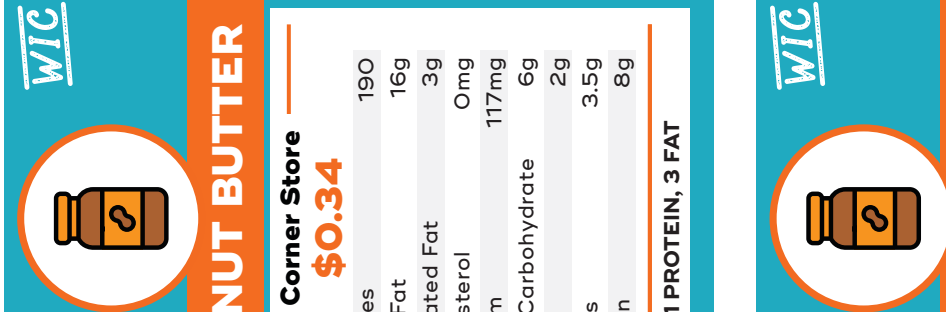 WIC
NUT BUTTER
Corner Store
$0.34
es 190
Fat 16g
ated Fat 3g
sterol 0mg
m 117mg
Carbohydrate 6g
2g
s 3.5g
n 8g
1 PROTEIN, 3 FAT
WIC